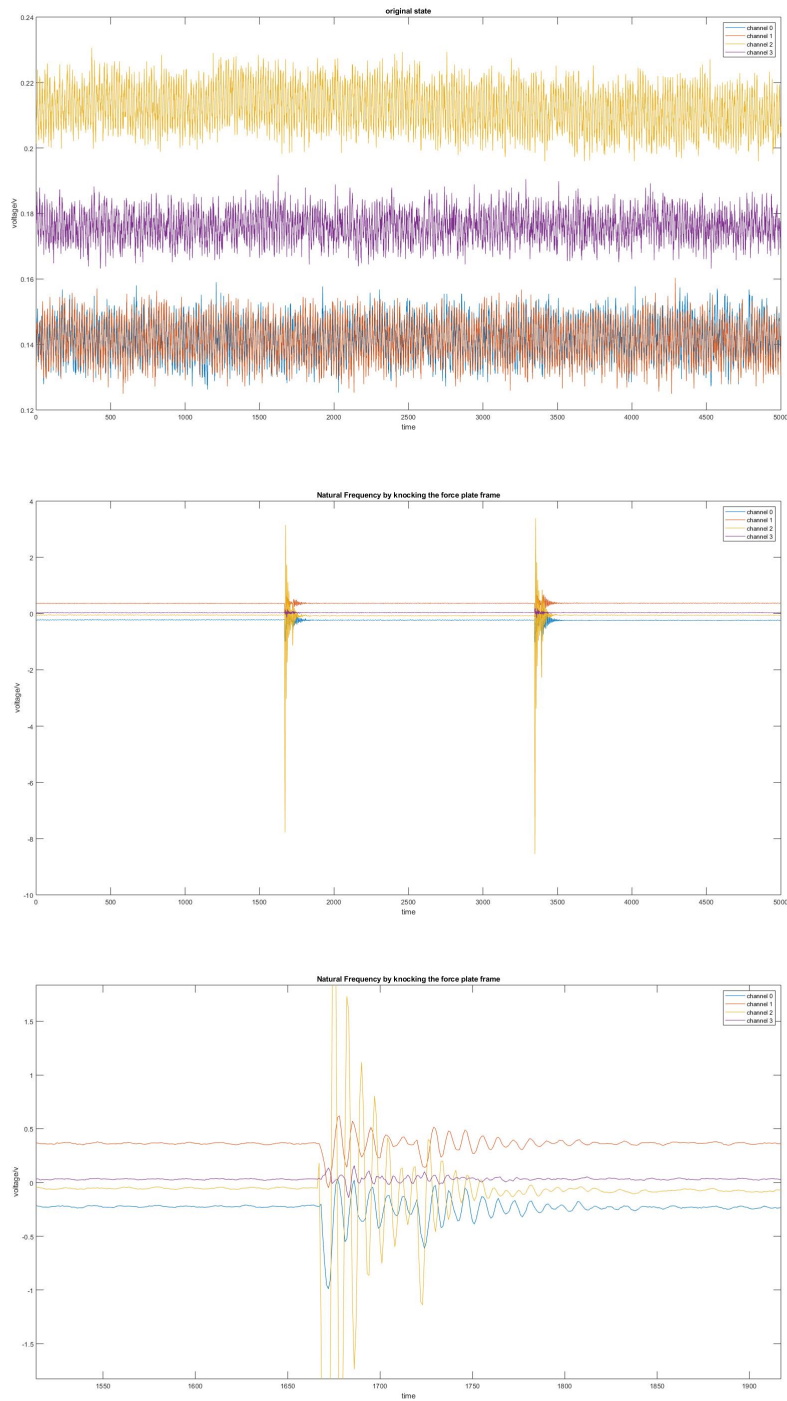 original state
0.24
0.22
0.2
0.18
0.16
0.14
0.12
voltage/v
channel 0
channel 1
channel 2
channel 3
0 500 1000 1500 2000 2500 3000 3500 4000 4500 5000
time
Natural Frequency by knocking the force plate frame
4
2
0
-2
-4
-6
-8
-10
voltage/v
channel 0
channel 1
channel 2
channel 3
0 500 1000 1500 2000 2500 3000 3500 4000 4500 5000
time
Natural Frequency by knocking the force plate frame
1.5
1
0.5
0
-0.5
-1
-1.5
voltage/v
channel 0
channel 1
channel 2
channel 3
1550 1600 1650 1700 1750 1800 1850 1900
time